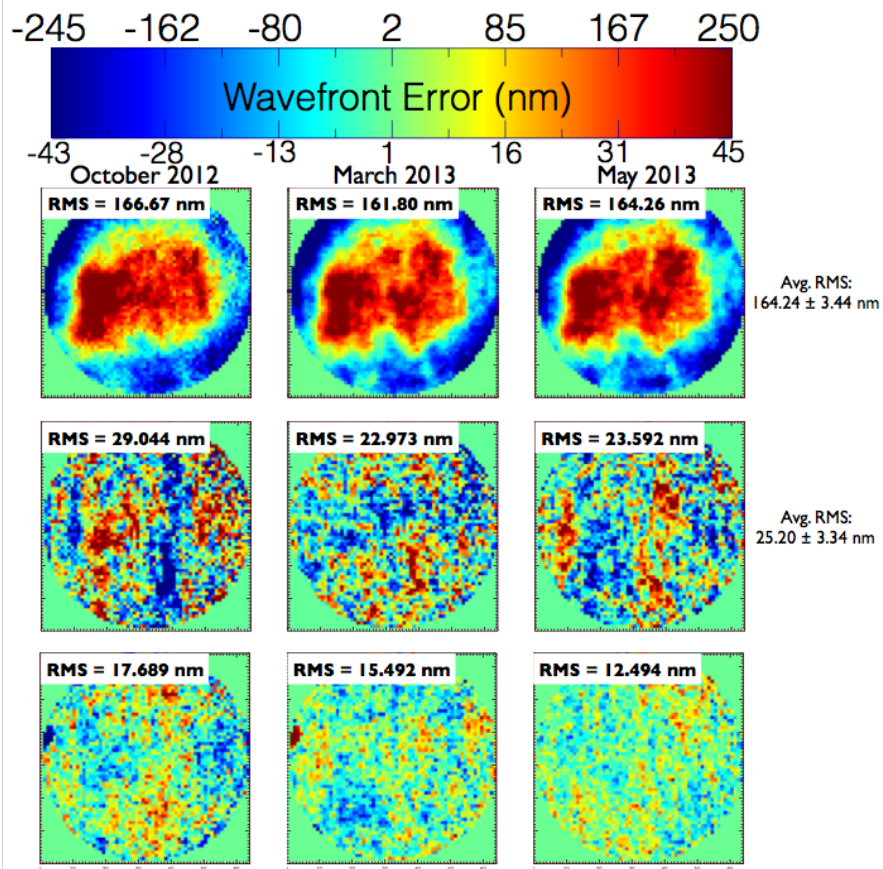 -245 -162 -80 2 85 167 250
Wavefront Error (nm)
-43 -28 -13 1 16 31 45
October 2012 March 2013 May 2013
RMS = 166.67 nm RMS = 161.80 nm RMS = 164.26 nm
Avg. RMS:
164.24 ± 3.44 nm
RMS = 29.044 nm RMS = 22.973 nm RMS = 23.592 nm
Avg. RMS:
25.20 ± 3.34 nm
RMS = 17.689 nm RMS = 15.492 nm RMS = 12.494 nm